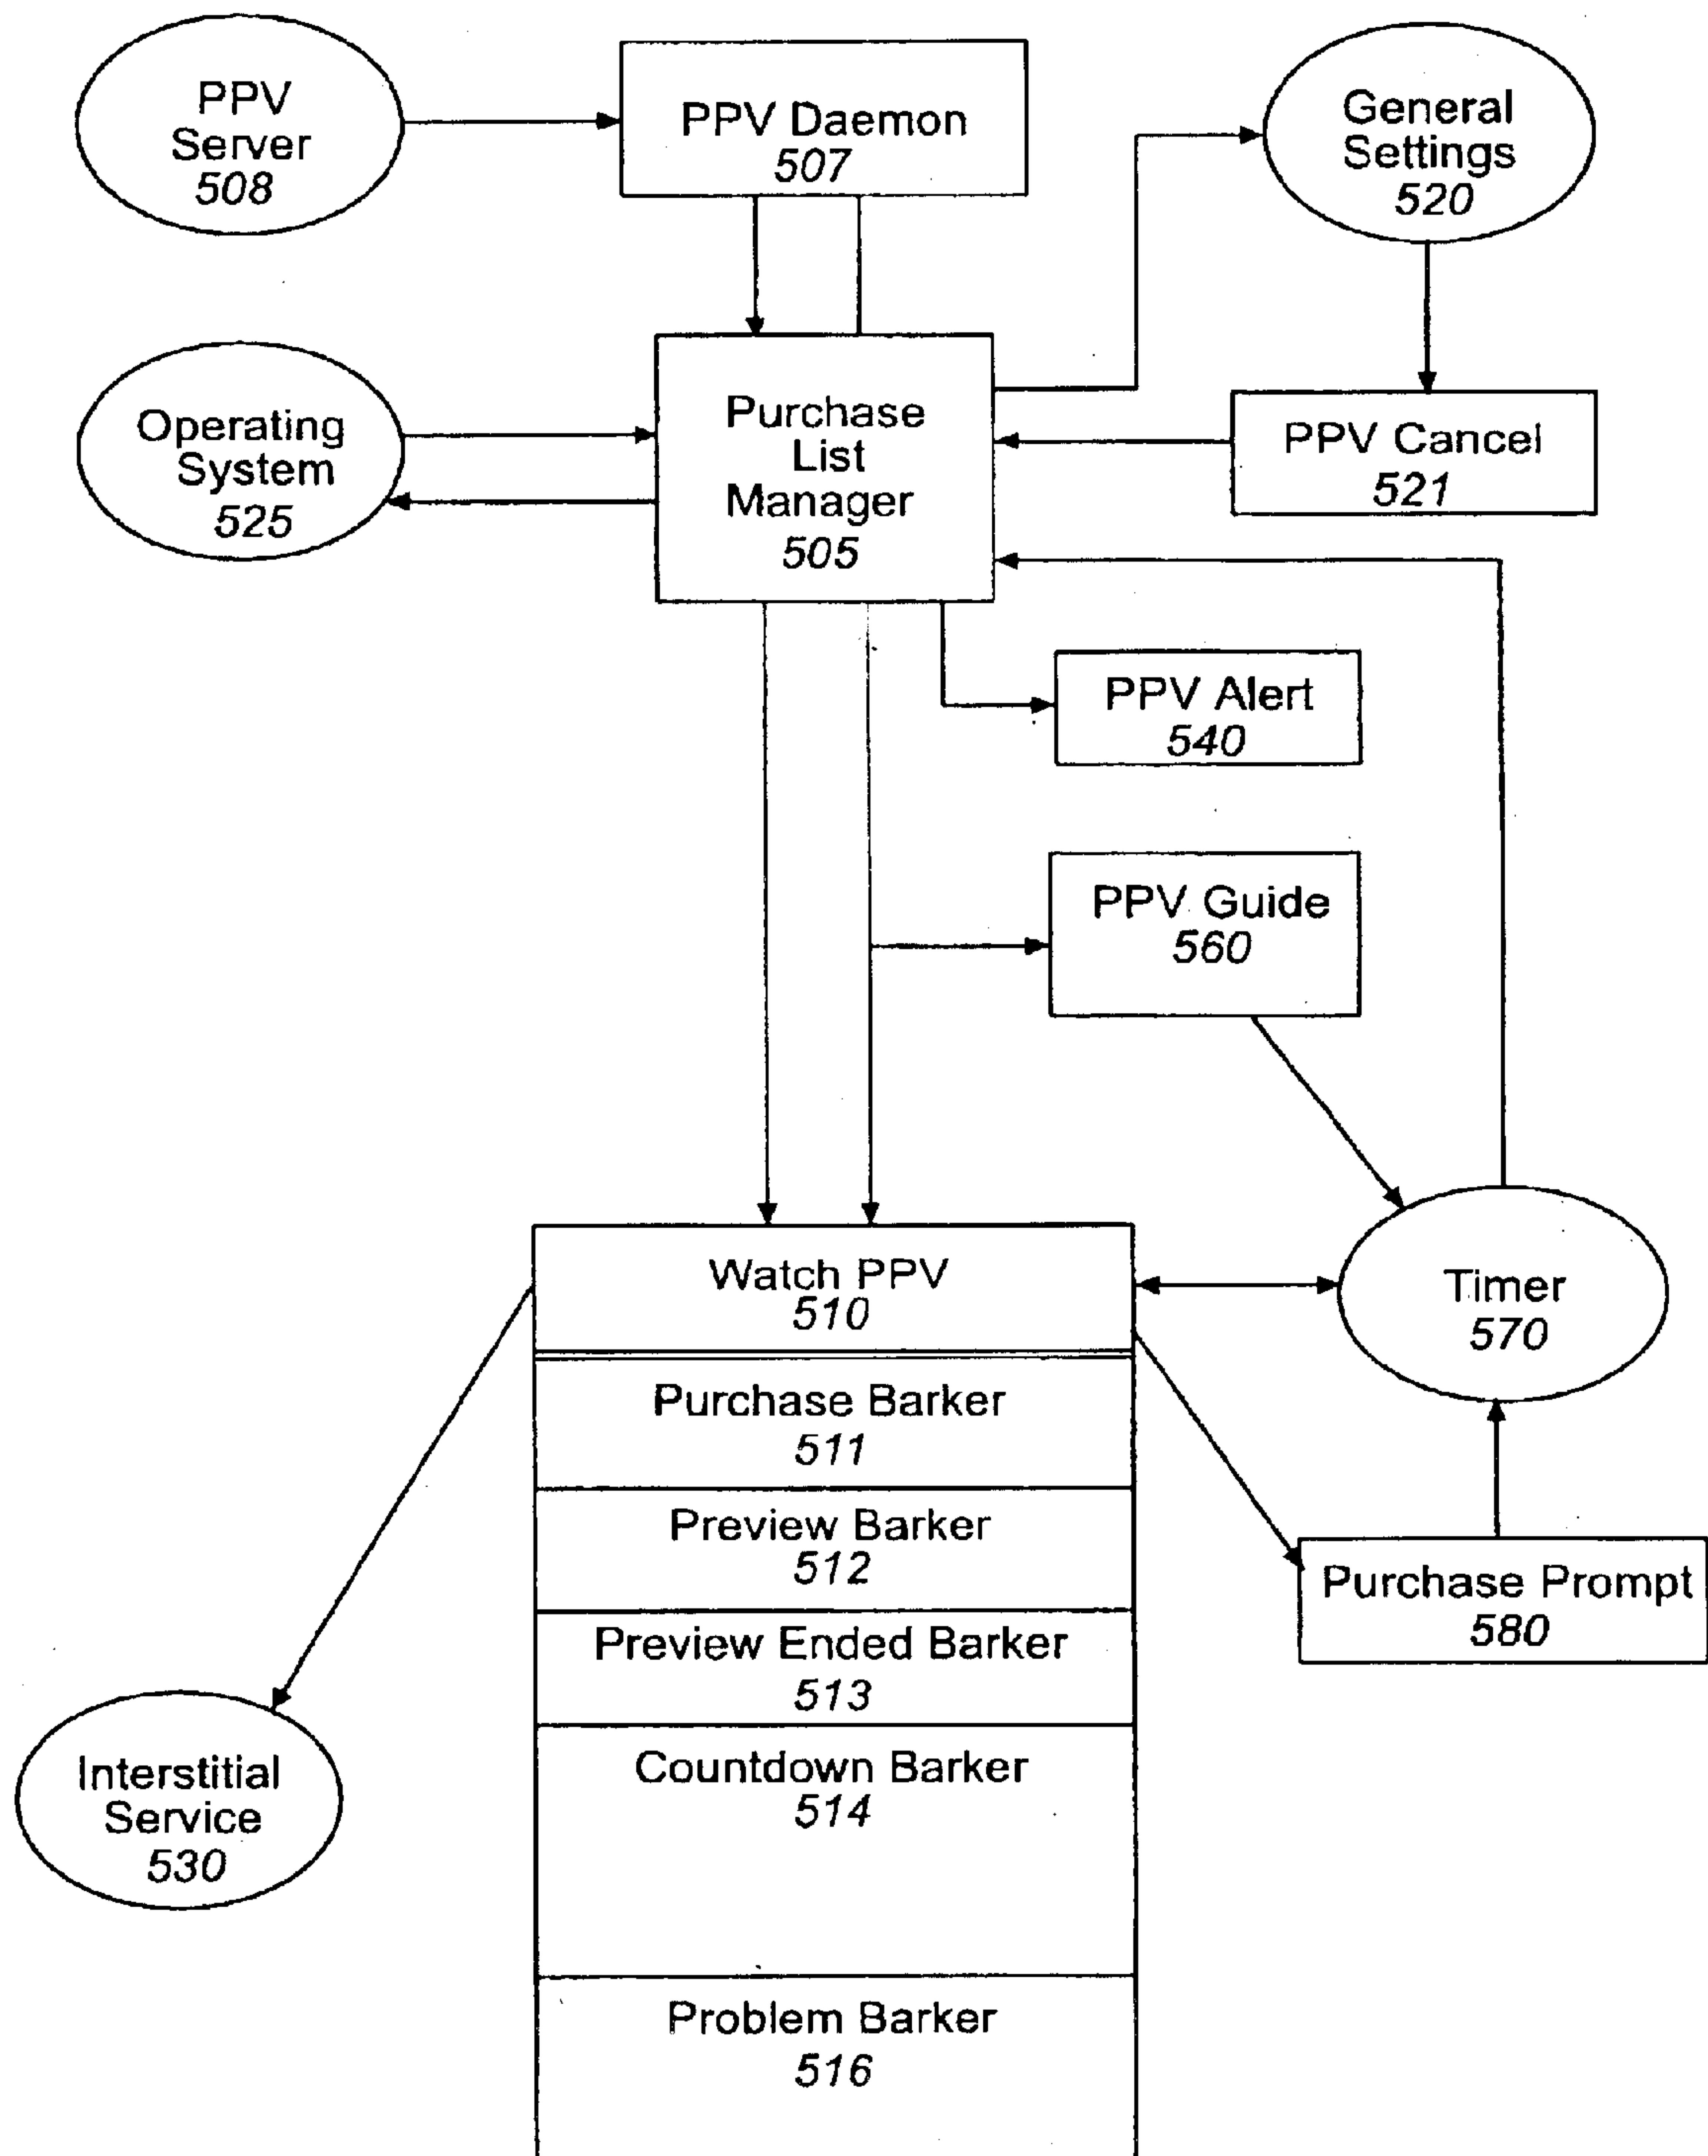 PPV
Server
508
PPV Daemon
507
General
Settings
520
Operating
System
525
Purchase
List
Manager
505
PPV Cancel
521
PPV Alert
540
PPV Guide
560
Watch PPV
510
Timer
570
Purchase Barker
511
Preview Barker
512
Purchase Prompt
580
Preview Ended Barker
513
Interstitial
Service
530
Countdown Barker
514
Problem Barker
516